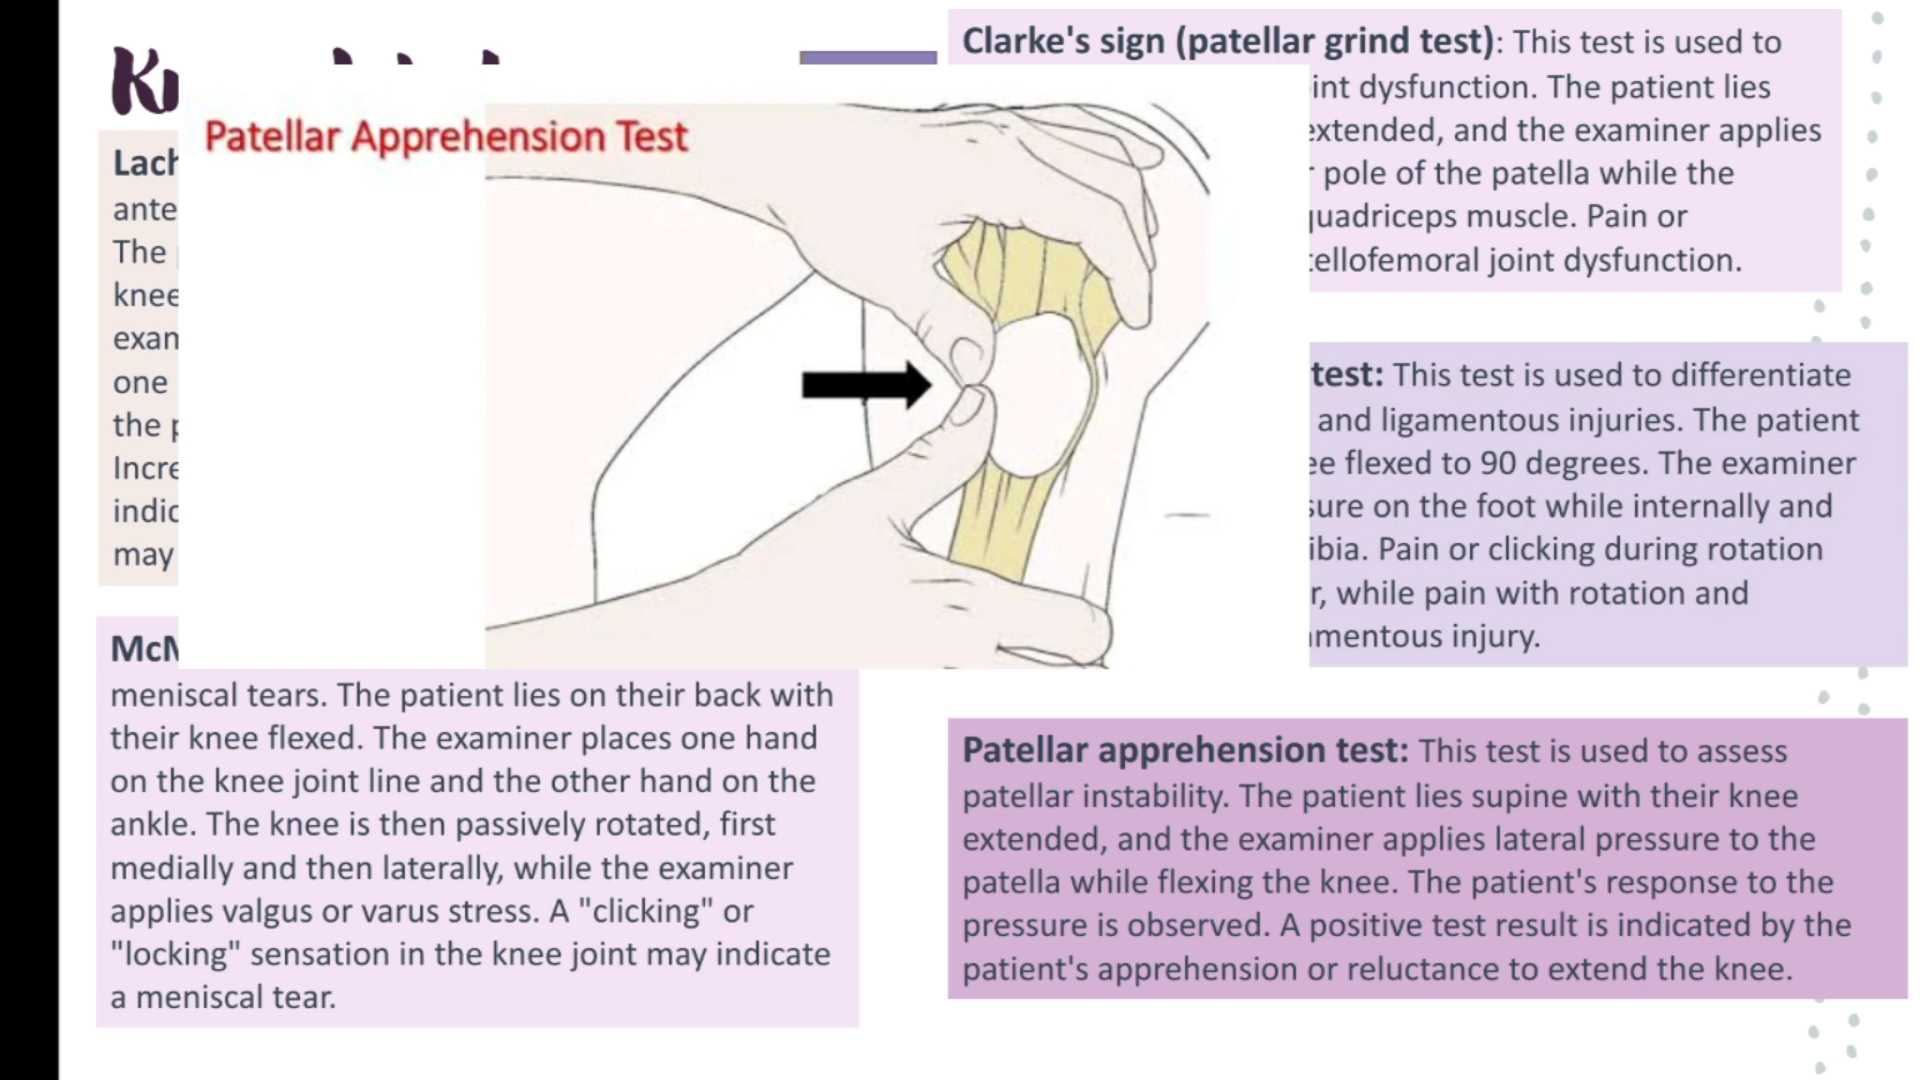 Patellar Apprehension Test
ante
The
knee
one
the
may
meniscal tears. The patient lies on their back with
their knee flexed. The examiner places one hand
on the knee joint line and the other hand on the
ankle. The knee is then passively rotated, first
medially and then laterally, while the examiner
applies valgus or varus stress. A "clicking" or
"locking" sensation in the knee joint may indicate
a meniscal tear.
Clarke's sign (patellar grind test): This test is used to
int dysfunction. The patient lies
extended, and the examiner applies
pole of the patella while the
quadriceps muscle. Pain or
tellofemoral joint dysfunction.
test: This test is used to differentiate
and ligamentous injuries. The patient
ee flexed to 90 degrees. The examiner
sure on the foot while internally and
ibia. Pain or clicking during rotation
r, while pain with rotation and
amentous injury.
Patellar apprehension test: This test is used to assess
patellar instability. The patient lies supine with their knee
extended, and the examiner applies lateral pressure to the
patella while flexing the knee. The patient's response to the
pressure is observed. A positive test result is indicated by the
patient's apprehension or reluctance to extend the knee.